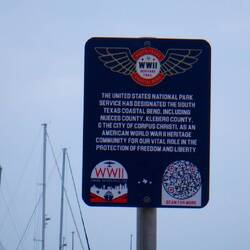 WWII
HERITAGE
TRAIL
THE UNITED STATES NATIONAL PARK
SERVICE HAS DESIGNATED THE SOUTH
TEXAS COASTAL BEND, INCLUDING
NUECES COUNTY, KLEBERG COUNTY,
& THE CITY OF CORPUS CHRISTI, AS AN
AMERICAN WORLD WAR II HERITAGE
COMMUNITY FOR OUR VITAL ROLE IN THE
PROTECTION OF FREEDOM AND LIBERTY
WWII
SCAN FOR MORE